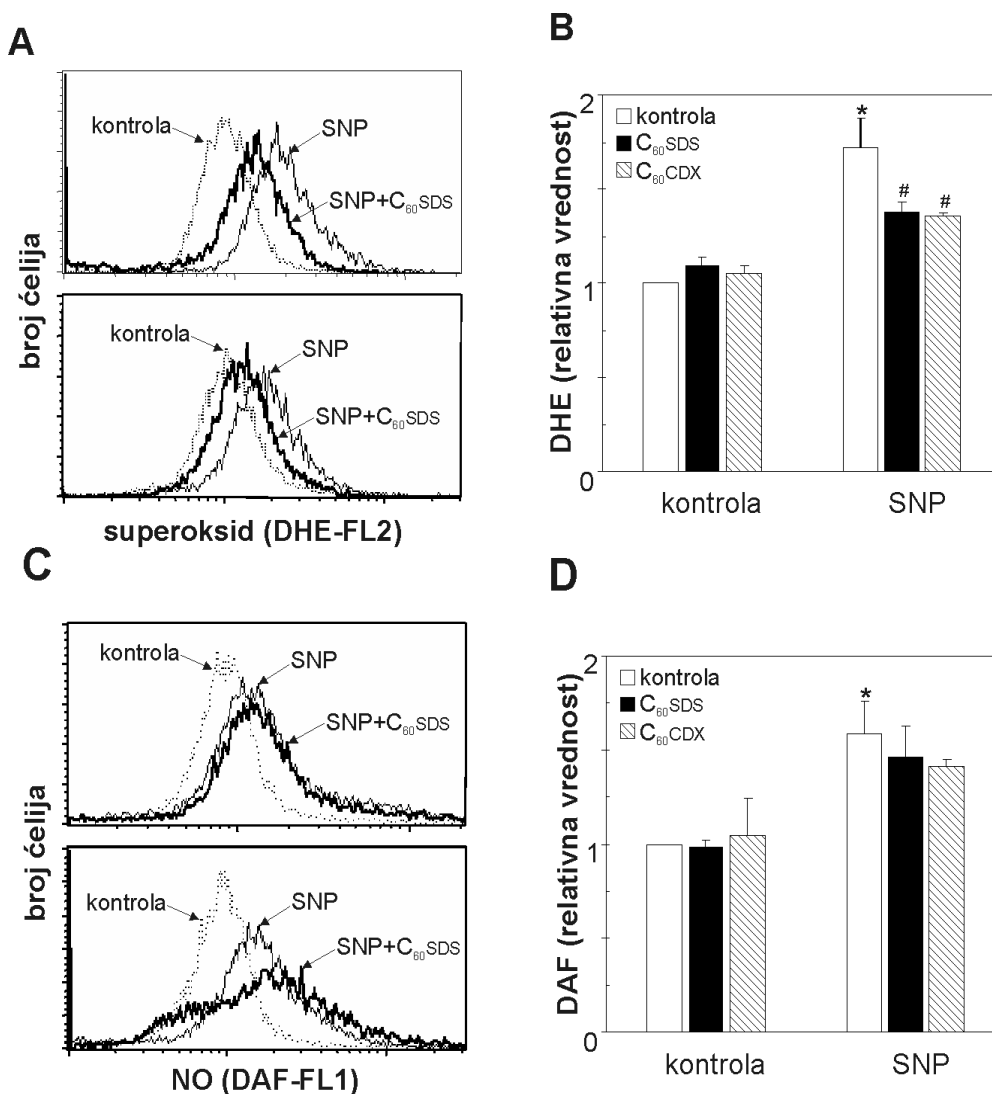 A
kontrola
SNP
SNP+C₆₀SDS
kontrola
SNP
SNP+C₆₀SDS
broj ćelija
superoksid (DHE-FL2)
B
2
1
0
DHE (relativna vrednost)
kontrola
C₆₀SDS
C₆₀CDX
*
#
#
kontrola
SNP
C
kontrola
SNP
SNP+C₆₀SDS
kontrola
SNP
SNP+C₆₀SDS
broj ćelija
broj ćelija
NO (DAF-FL1)
D
2
1
0
DAF (relativna vrednost)
kontrola
C₆₀SDS
C₆₀CDX
*
kontrola
SNP